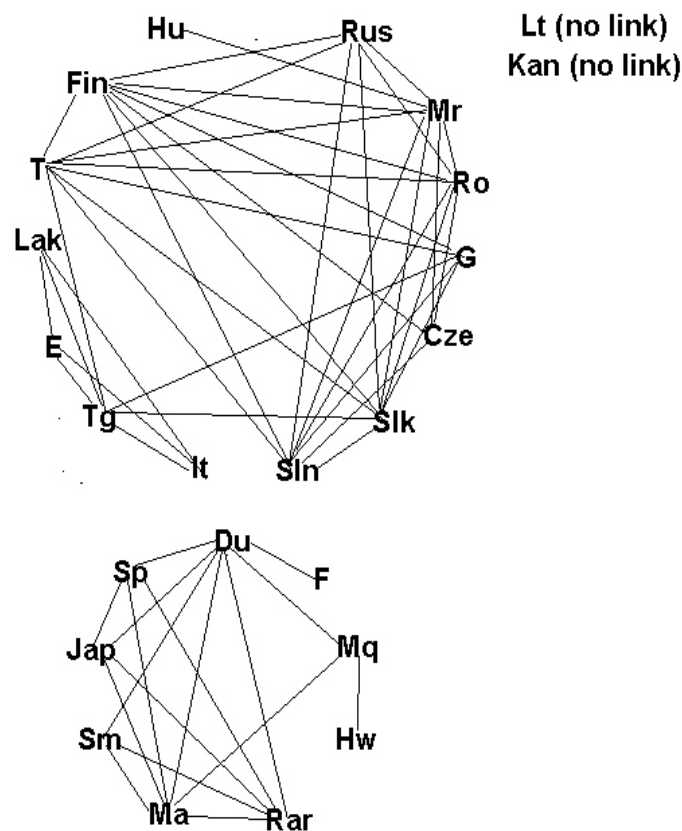 Hu
Rus
Lt (no link)
Kan (no link)
Fin
Mr
T
Ro
Lak
G
E
Cze
Tg
Slk
It
Sln
Du
Sp
F
Jap
Mq
Sm
Hw
Ma
Rar